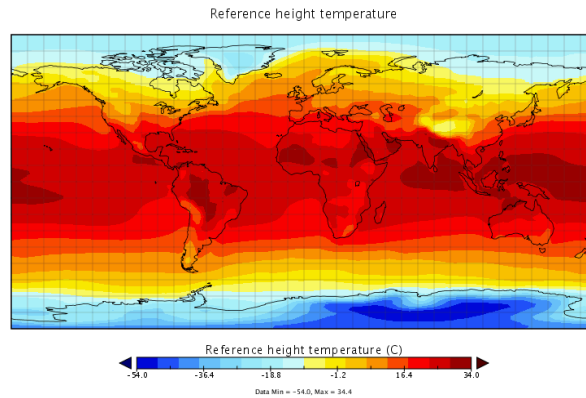 Reference height temperature
Reference height temperature (C)
-54.0 -36.4 -18.8 -1.2 16.4 34.0
Data Min = -54.0, Max = 34.4